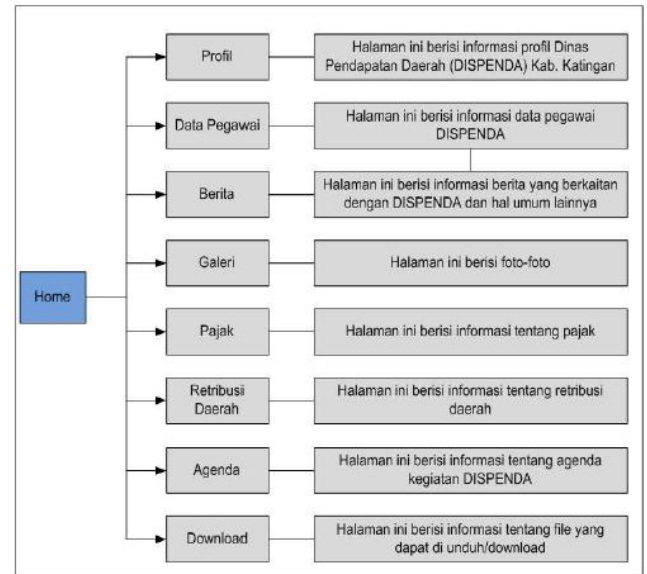 Profil
Halaman ini berisi informasi profil Dinas
Pendapatan Daerah (DISPENDA) Kab. Katingan
Data Pegawai
Halaman ini berisi informasi data pegawai
DISPENDA
Berita
Halaman ini berisi informasi berita yang berkaitan
dengan DISPENDA dan hal umum lainnya
Galeri
Halaman ini berisi foto-foto
Home
Pajak
Halaman ini berisi informasi tentang pajak
Retribusii
Daerah
Halaman ini berisi informasi tentang retribusi
daerah
Agenda
Halaman ini berisi informasi tentang agenda
kegiatan DISPENDA
Download
Halaman ini berisi informasi tentang file yang
dapat di unduh/download